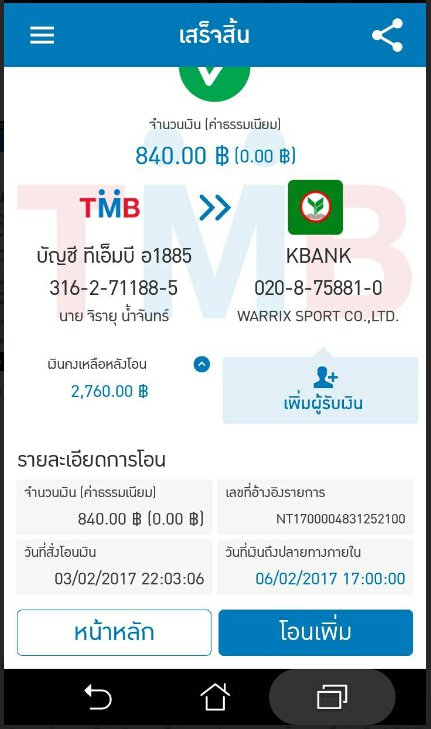 เสร็จสิ้น
จำนวนเงิน (ค่าธรรมเนียม)
840.00 ฿ (0.00 ฿)
TMB
บัญชี ทีเอ็มบี อ1885
316-2-71188-5
นาย จิรายุ น้ำจันทร์
KBANK
020-8-75881-0
WARRIX SPORT CO.,LTD.
เงินคงเหลือหลังโอน
2,760.00 ฿
เพิ่มผู้รับเงิน
รายละเอียดการโอน
จำนวนเงิน (ค่าธรรมเนียม)
840.00 ฿ (0.00 ฿)
เลขที่อ้างอิงรายการ
NT1700004831252100
วันที่สั่งโอนเงิน
03/02/2017 22:03:06
วันที่เงินถึงปลายทางภายใน
06/02/2017 17:00:00
หน้าหลัก
โอนเพิ่ม
TMB